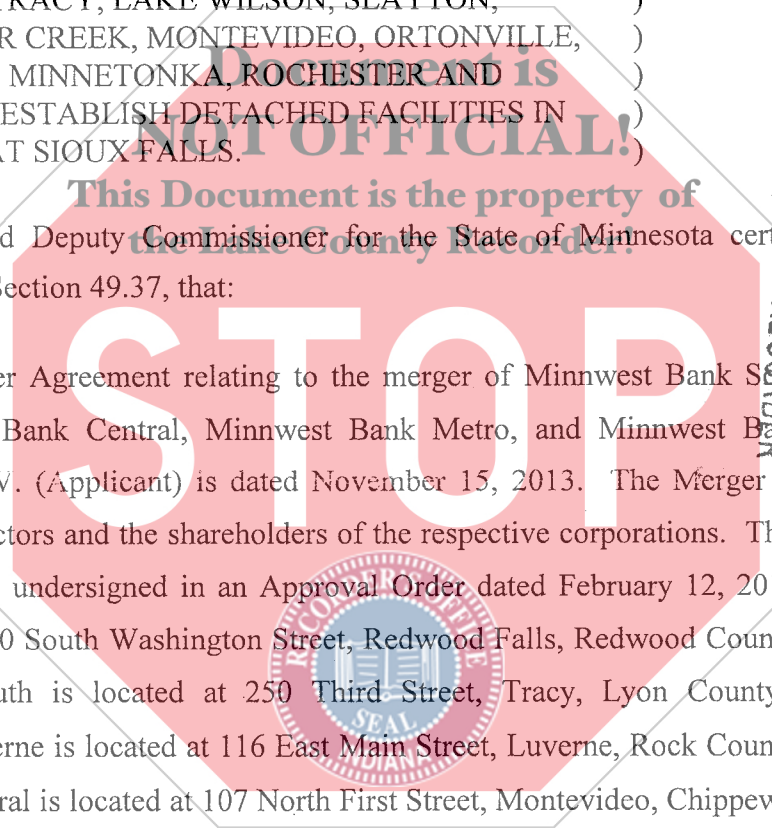 TRACY, LAKE WILSON, SLAYTON, )
R CREEK, MONTEVIDEO, ORTONVILLE, )
MINNETONKA, ROCHESTER AND )
ESTABLISH DETACHED FACILITIES IN )
AT SIOUX FALLS. )
Document is
NOT OFFICIAL!
This Document is the property of
the Lake County Recorder!
d Deputy Commissioner for the State of Minnesota cert
Section 49.37, that:
STOP
er Agreement relating to the merger of Minnwest Bank S
Bank Central, Minnwest Bank Metro, and Minnwest Ba
V. (Applicant) is dated November 15, 2013. The Merger
ctors and the shareholders of the respective corporations. Th
undersigned in an Approval Order dated February 12, 20
0 South Washington Street, Redwood Falls, Redwood Coun
uth is located at 250 Third Street, Tracy, Lyon County
erne is located at 116 East Main Street, Luverne, Rock Coun
ral is located at 107 North First Street, Montevideo, Chippew
RECORDER'S OFFICE
SEAL
INDIANA